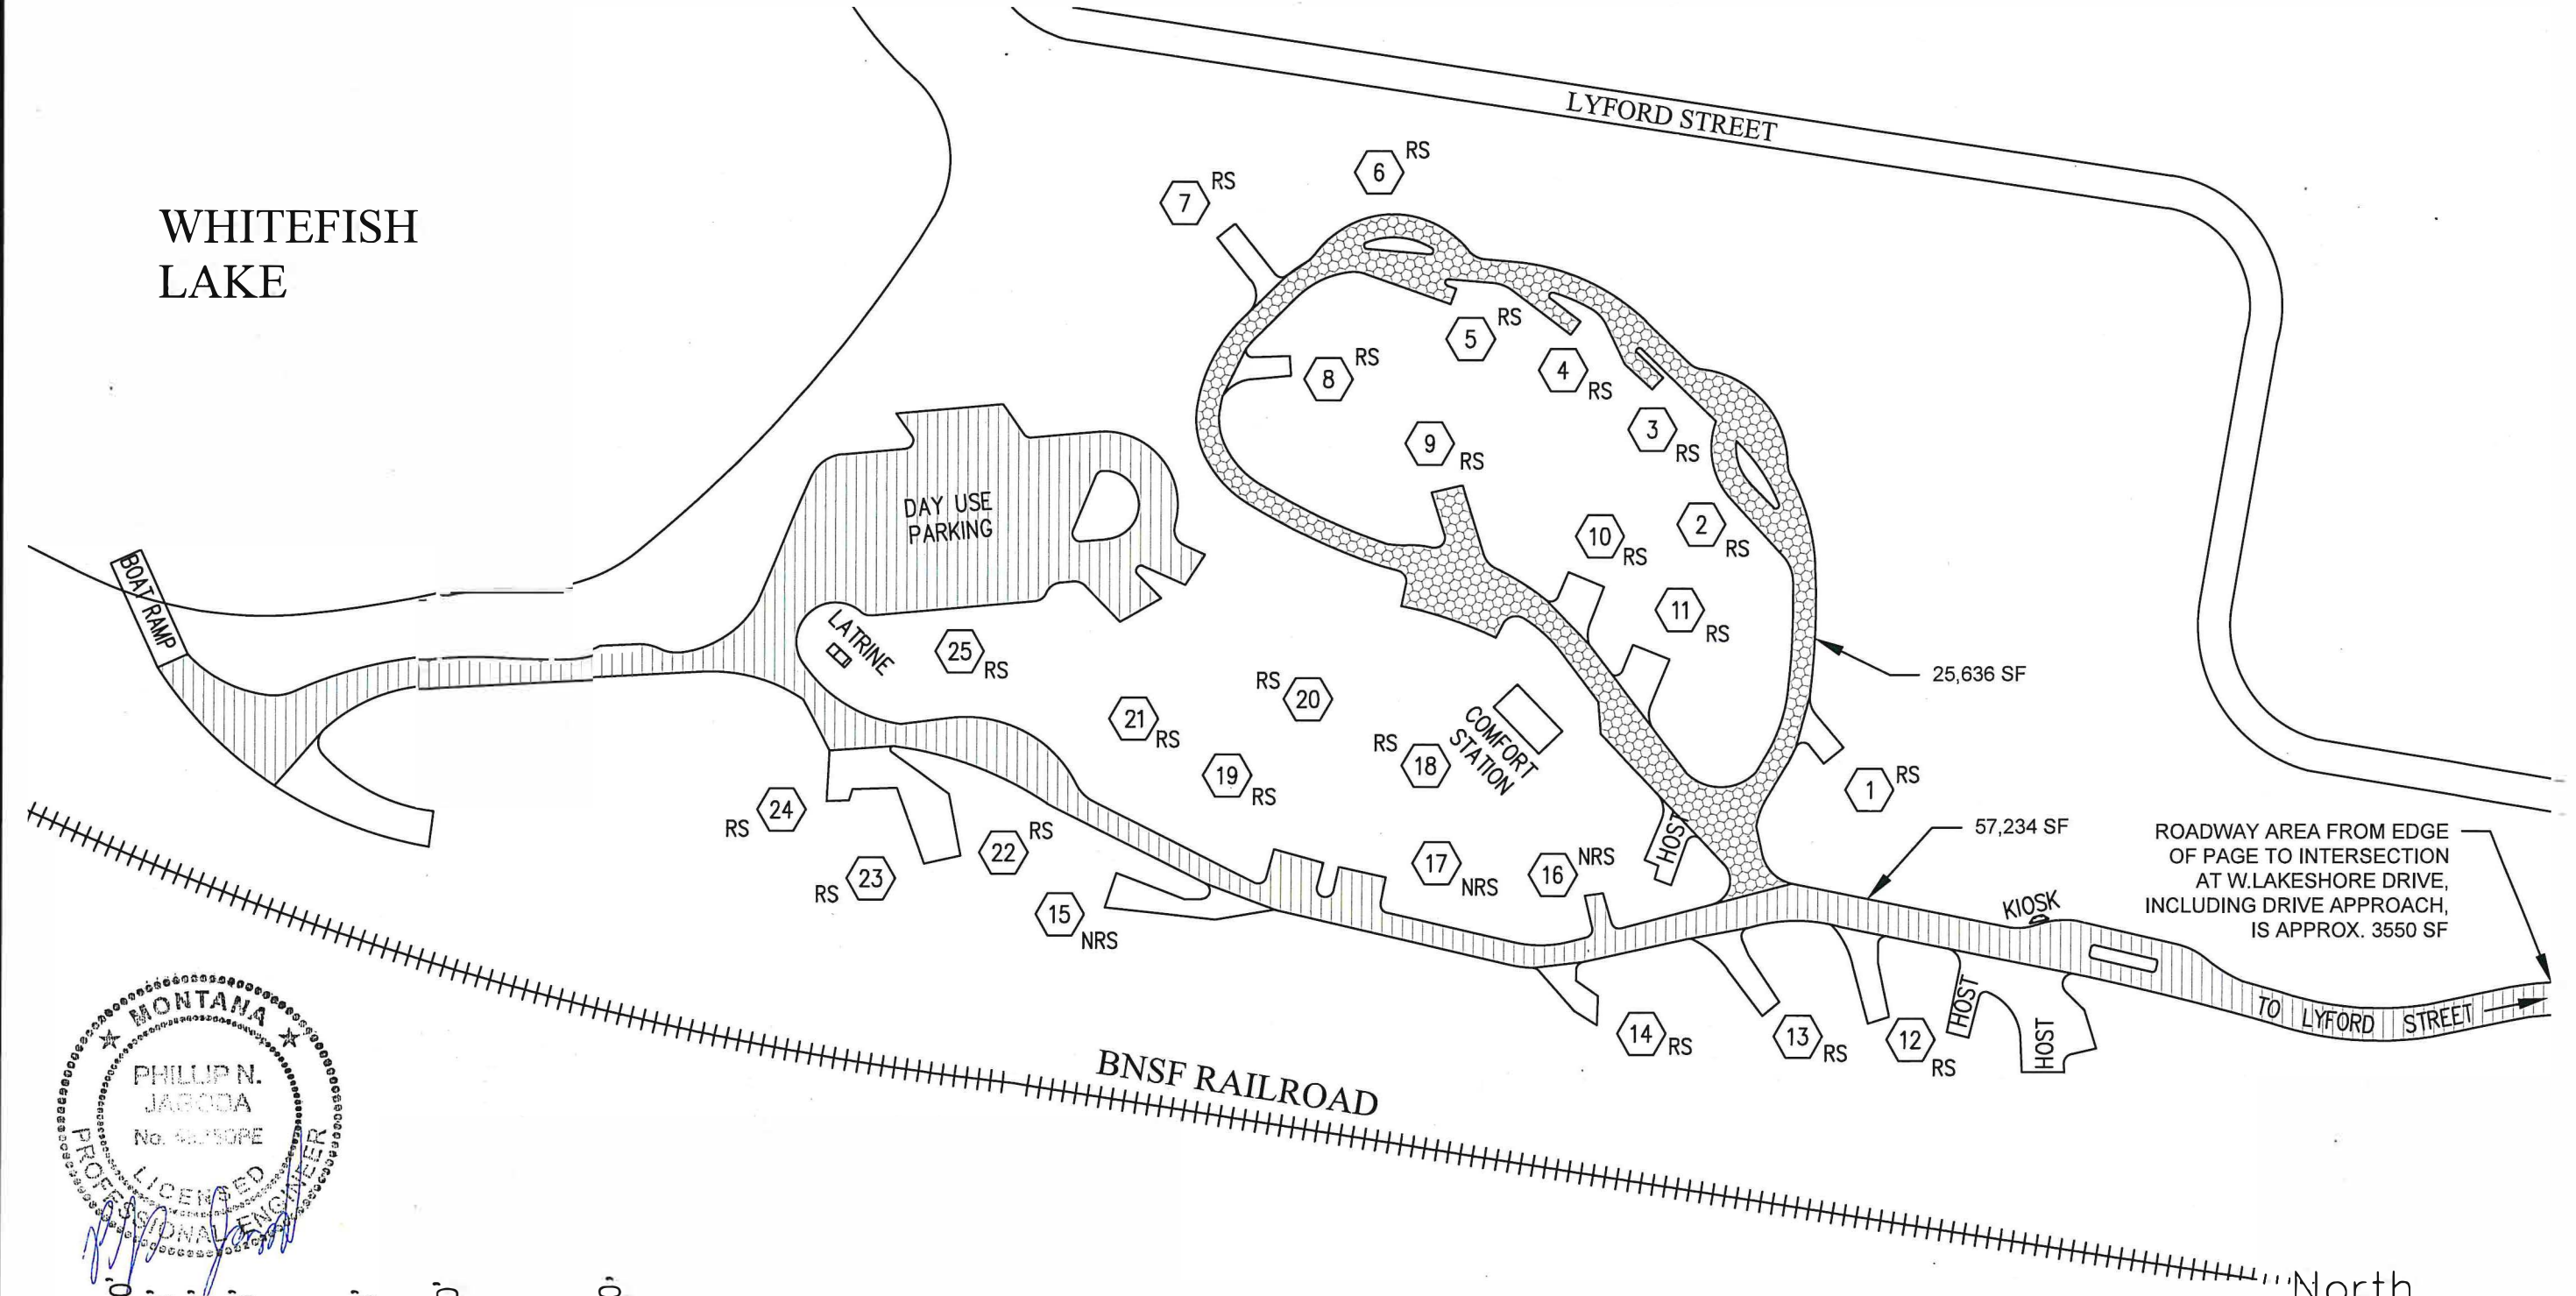 LYFORD STREET
WHITEFISH
LAKE
6 RS
7 RS
5 RS
4 RS
8 RS
3 RS
9 RS
DAY USE
PARKING
10 RS
2 RS
11 RS
BOAT RAMP
LATRINE
25 RS
25,636 SF
RS 20
21 RS
COMFORT
STATION
RS 18
19 RS
1 RS
RS 24
22 RS
RS 23
HOST
57,234 SF
17 NRS
16 NRS
15 NRS
KIOSK
ROADWAY AREA FROM EDGE
OF PAGE TO INTERSECTION
AT W.LAKESHORE DRIVE,
INCLUDING DRIVE APPROACH,
IS APPROX. 3550 SF
14 RS
13 RS
12 RS
HOST
HOST
TO LYFORD STREET
BNSF RAILROAD
MONTANA
PHILLIP N.
No.
LICENSED
PROFESSIONAL ENGINEER
North